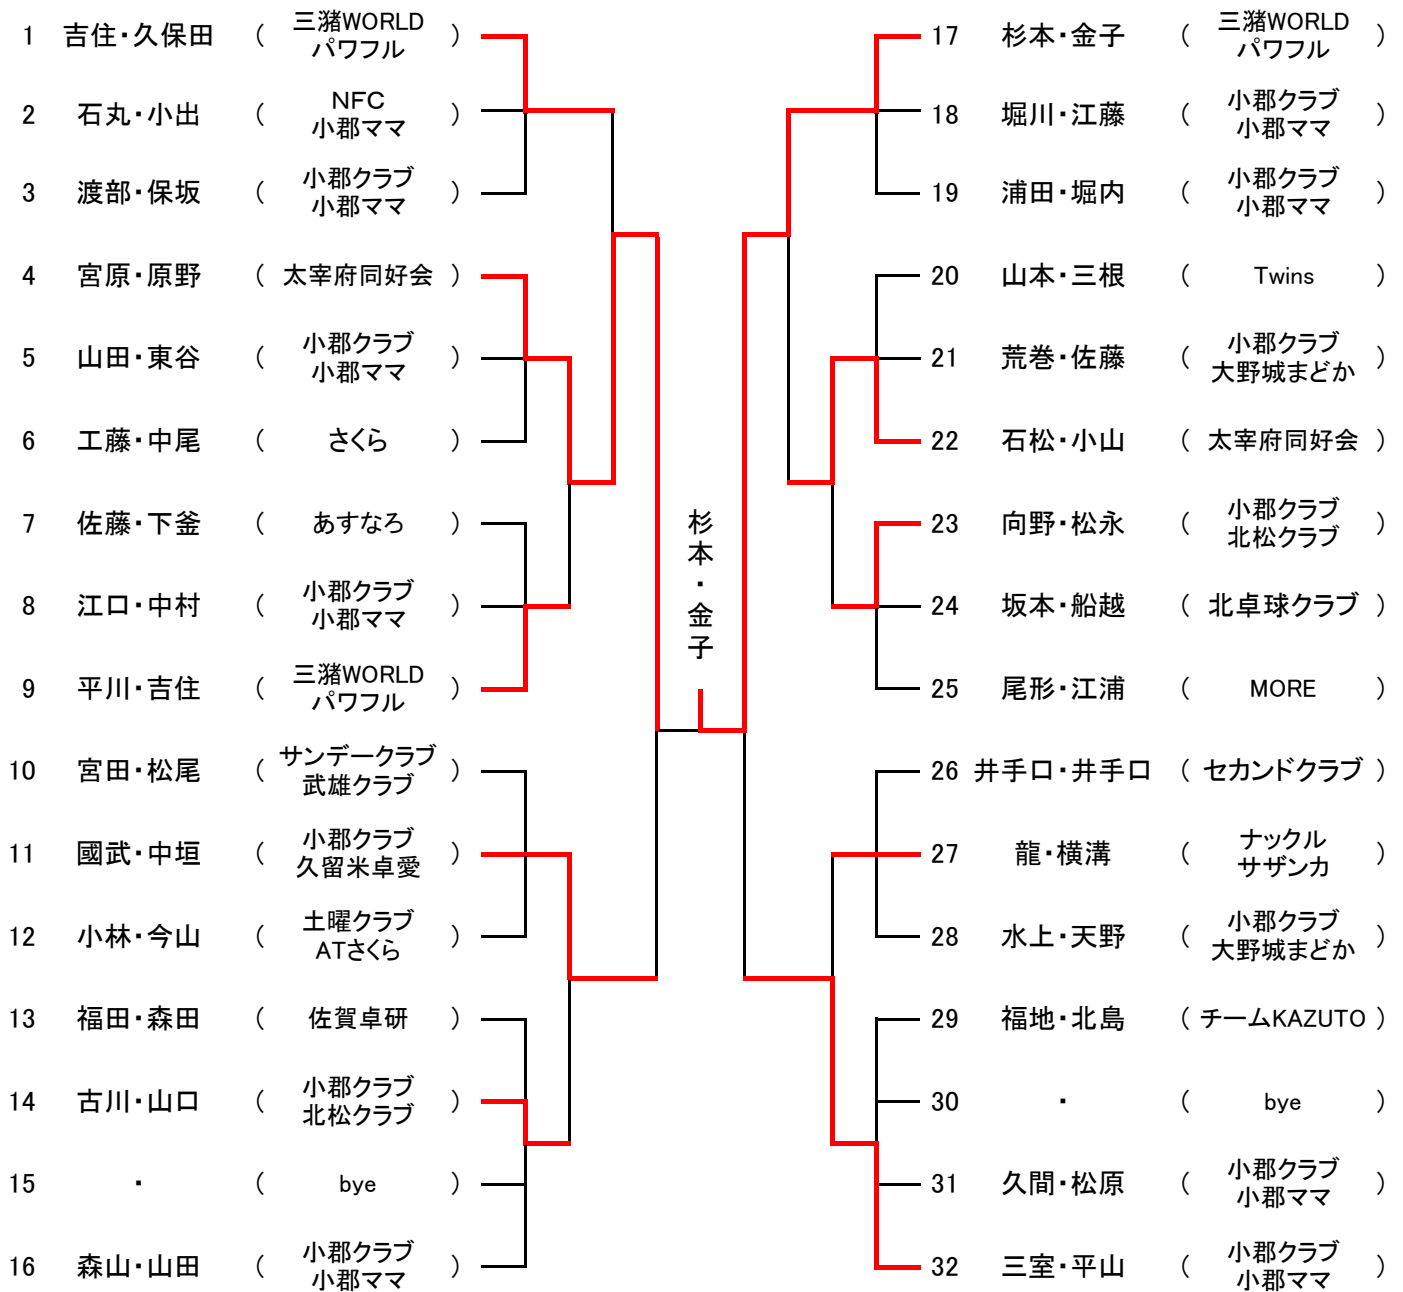 1 吉住・久保田 ( 三潴WORLD
パワフル )
2 石丸・小出 ( NFC
小郡ママ )
3 渡部・保坂 ( 小郡クラブ
小郡ママ )
4 宮原・原野 ( 太宰府同好会 )
5 山田・東谷 ( 小郡クラブ
小郡ママ )
6 工藤・中尾 ( さくら )
7 佐藤・下釜 ( あすなろ )
8 江口・中村 ( 小郡クラブ
小郡ママ )
9 平川・吉住 ( 三潴WORLD
パワフル )
10 宮田・松尾 ( サンデークラブ
武雄クラブ )
11 國武・中垣 ( 小郡クラブ
久留米卓愛 )
12 小林・今山 ( 土曜クラブ
ATさくら )
13 福田・森田 ( 佐賀卓研 )
14 古川・山口 ( 小郡クラブ
北松クラブ )
15 ・ ( bye )
16 森山・山田 ( 小郡クラブ
小郡ママ )
杉本・金子
17 杉本・金子 ( 三潴WORLD
パワフル )
18 堀川・江藤 ( 小郡クラブ
小郡ママ )
19 浦田・堀内 ( 小郡クラブ
小郡ママ )
20 山本・三根 ( Twins )
21 荒巻・佐藤 ( 小郡クラブ
大野城まどか )
22 石松・小山 ( 太宰府同好会 )
23 向野・松永 ( 小郡クラブ
北松クラブ )
24 坂本・船越 ( 北卓球クラブ )
25 尾形・江浦 ( MORE )
26 井手口・井手口 ( セカンドクラブ )
27 龍・横溝 ( ナックル
サザンカ )
28 水上・天野 ( 小郡クラブ
大野城まどか )
29 福地・北島 ( チームKAZUTO )
30 ・ ( bye )
31 久間・松原 ( 小郡クラブ
小郡ママ )
32 三室・平山 ( 小郡クラブ
小郡ママ )